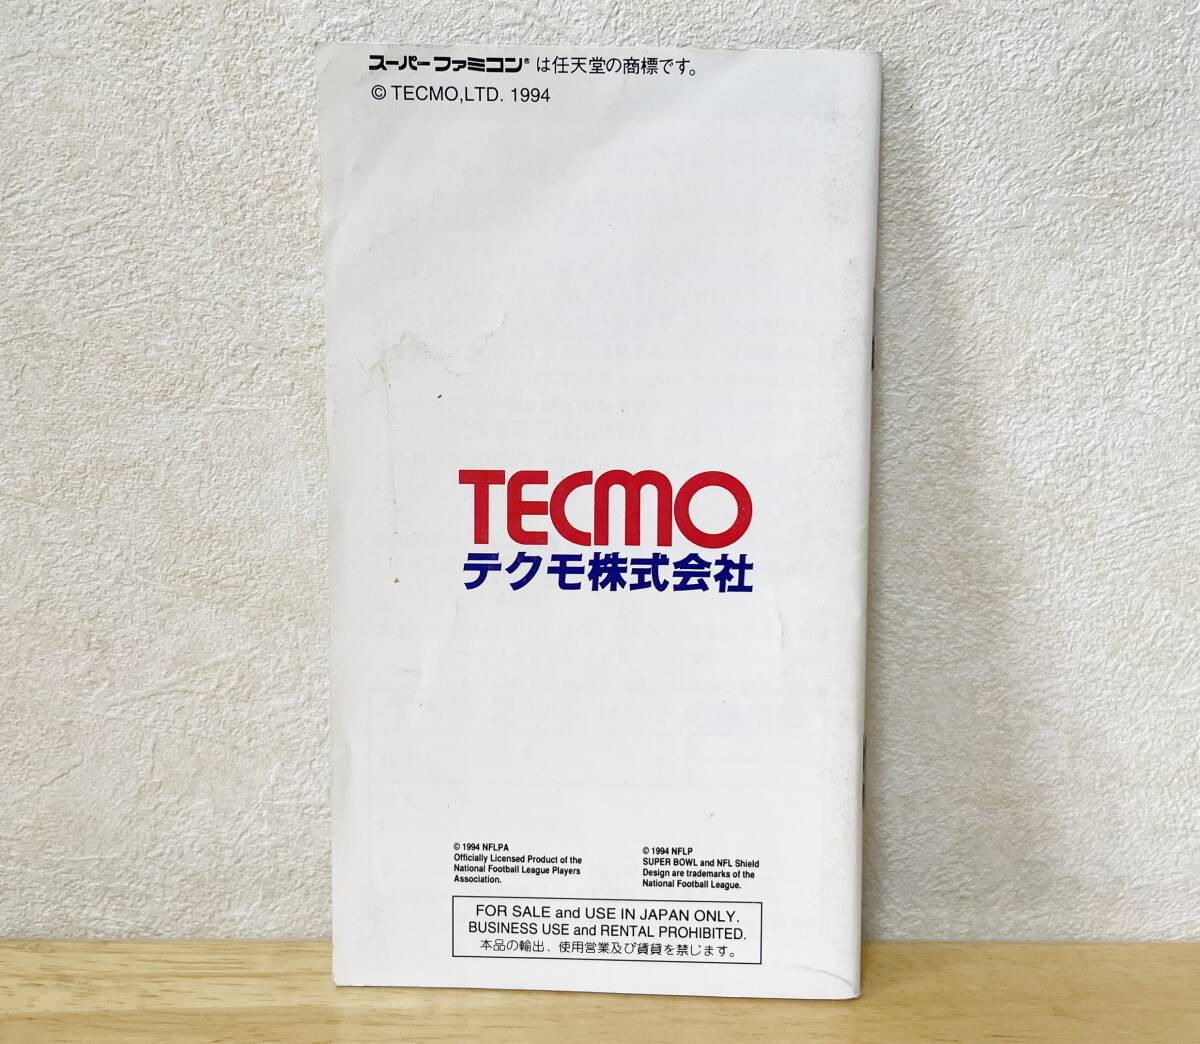 スーパーファミコン® は任天堂の商標です。
© TECMO,LTD. 1994
TECMO
テクモ株式会社
© 1994 NFLPA
Officially Licensed Product of the
National Football League Players
Association.
© 1994 NFLP
SUPER BOWL and NFL Shield
Design are trademarks of the
National Football League.
FOR SALE and USE IN JAPAN ONLY.
BUSINESS USE and RENTAL PROHIBITED.
本品の輸出、使用営業及び賃貸を禁じます。